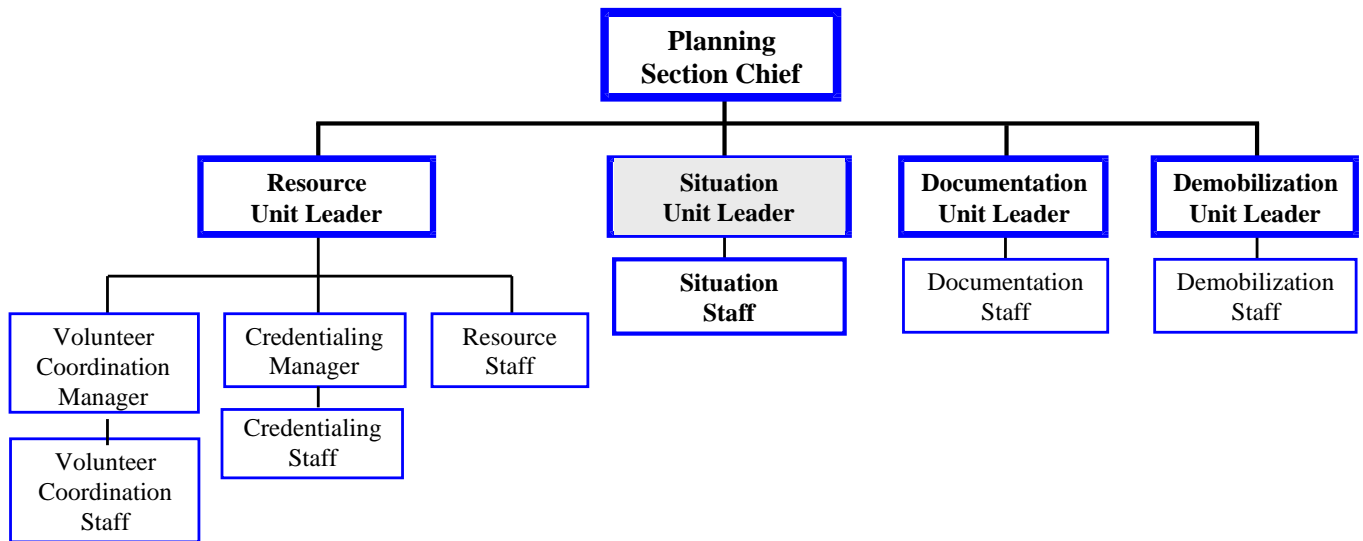 Planning
Section Chief
Resource
Unit Leader
Situation
Unit Leader
Documentation
Unit Leader
Demobilization
Unit Leader
Situation
Staff
Documentation
Staff
Demobilization
Staff
Volunteer
Coordination
Manager
Credentialing
Manager
Resource
Staff
Credentialing
Staff
Volunteer
Coordination
Staff